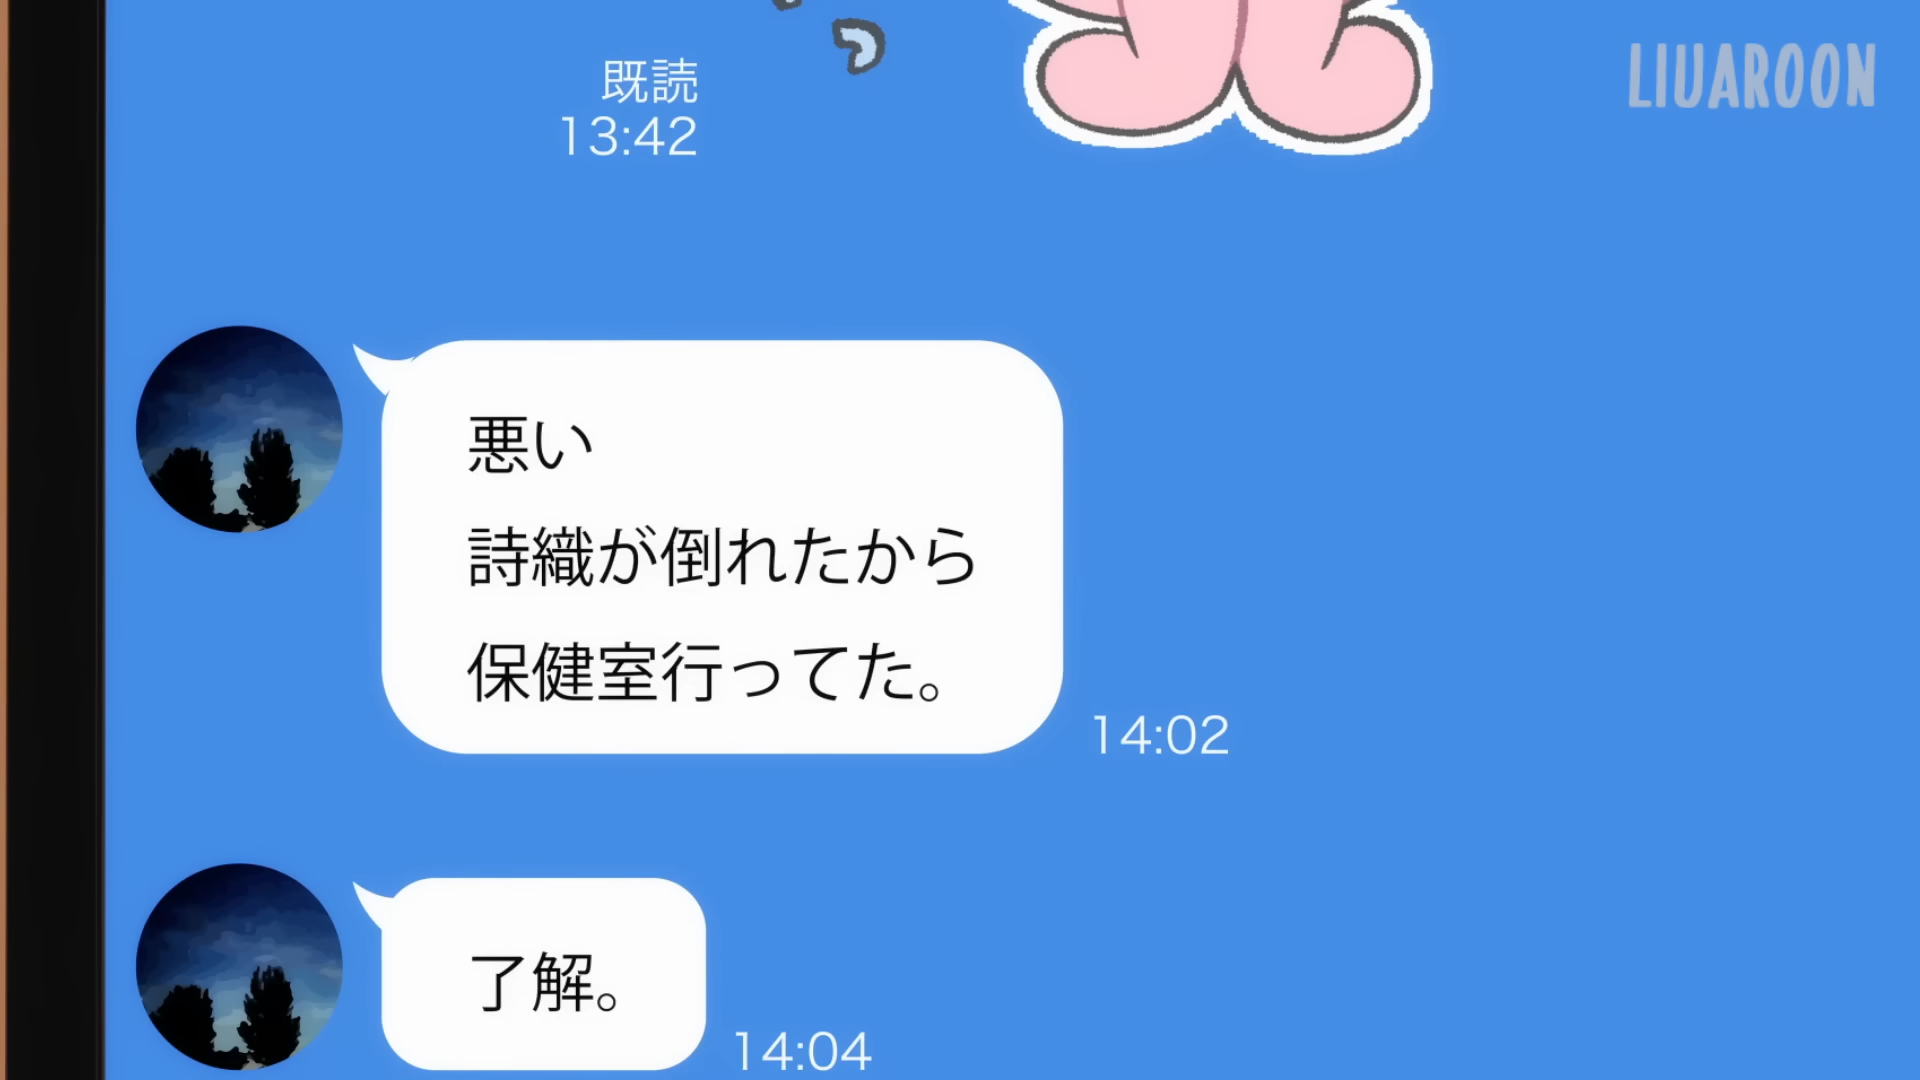 LIUAROON
既読
13:42
悪い
詩織が倒れたから
保健室行ってた。
14:02
了解。
14:04